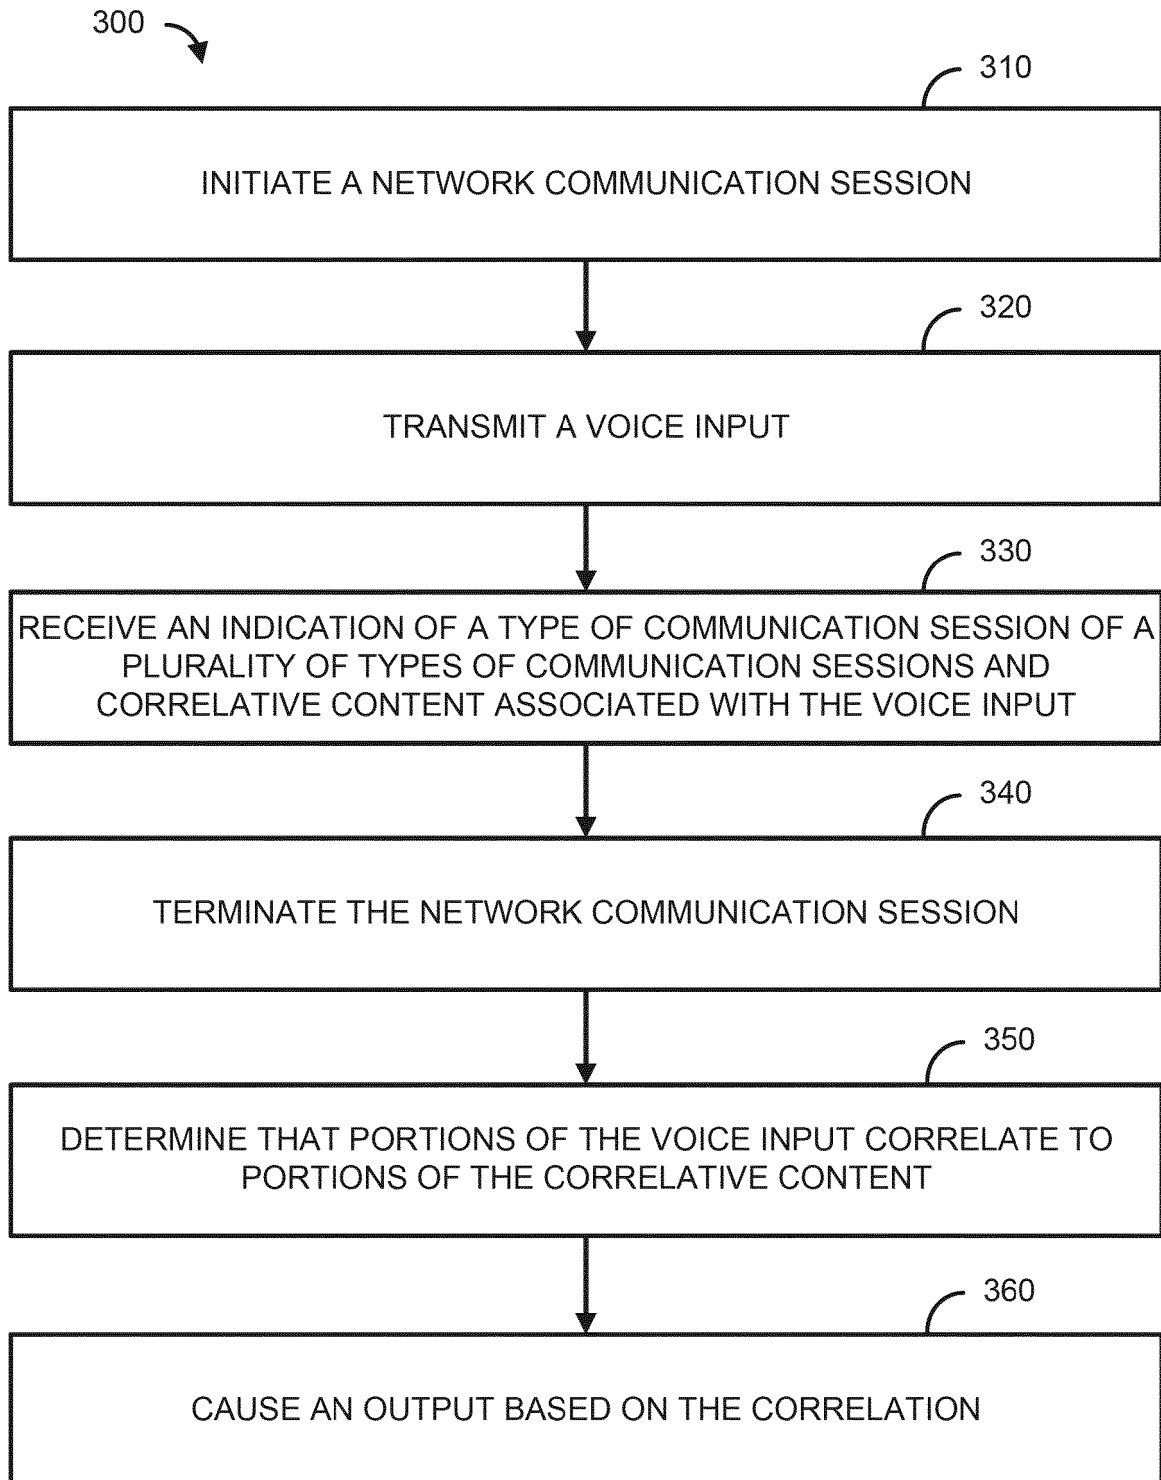 300
310
INITIATE A NETWORK COMMUNICATION SESSION
320
TRANSMIT A VOICE INPUT
330
RECEIVE AN INDICATION OF A TYPE OF COMMUNICATION SESSION OF A
PLURALITY OF TYPES OF COMMUNICATION SESSIONS AND
CORRELATIVE CONTENT ASSOCIATED WITH THE VOICE INPUT
340
TERMINATE THE NETWORK COMMUNICATION SESSION
350
DETERMINE THAT PORTIONS OF THE VOICE INPUT CORRELATE TO
PORTIONS OF THE CORRELATIVE CONTENT
360
CAUSE AN OUTPUT BASED ON THE CORRELATION